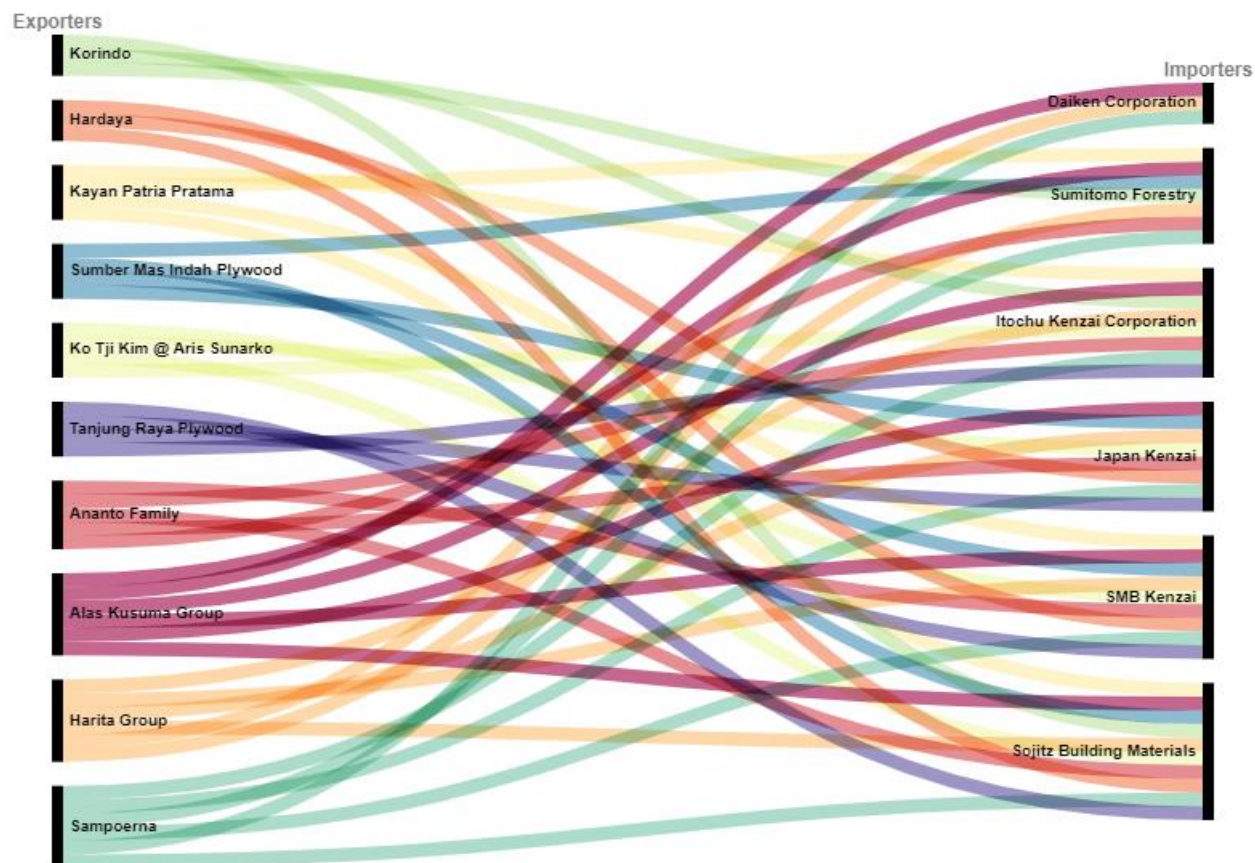 Exporters
Korindo
Hardaya
Kayan Patria Pratama
Sumber Mas Indah Plywood
Ko Tji Kim @ Aris Sunarko
Tanjung Raya Plywood
Ananto Family
Alas Kusuma Group
Harita Group
Sampoerna
Importers
Daiken Corporation
Sumitomo Forestry
Itochu Kenzai Corporation
Japan Kenzai
SMB Kenzai
Sojitz Building Materials